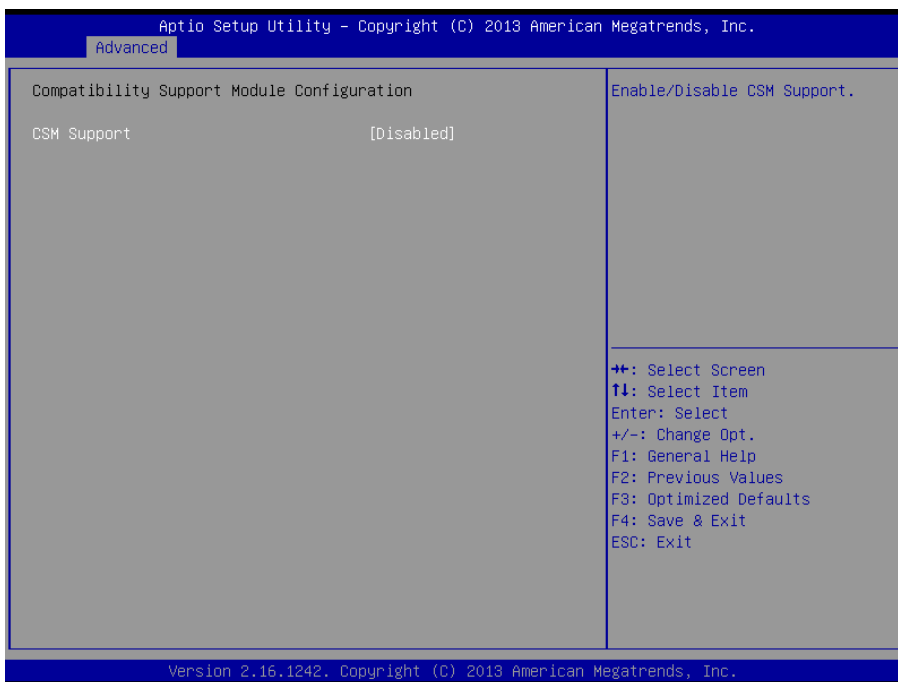 Aptio Setup Utility – Copyright (C) 2013 American Megatrends, Inc.
Advanced
Compatibility Support Module Configuration
CSM Support [Disabled]
Enable/Disable CSM Support.
→←: Select Screen
↑↓: Select Item
Enter: Select
+/-: Change Opt.
F1: General Help
F2: Previous Values
F3: Optimized Defaults
F4: Save & Exit
ESC: Exit
Version 2.16.1242. Copyright (C) 2013 American Megatrends, Inc.